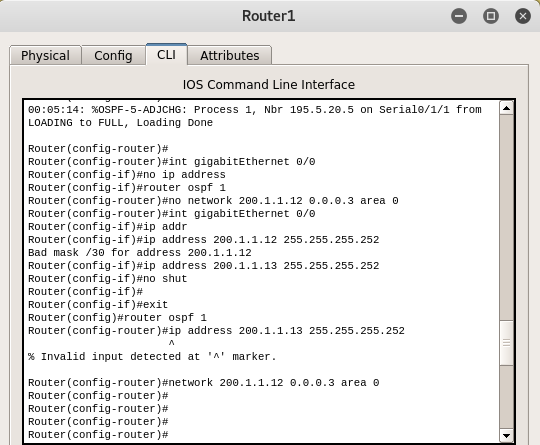 Router1
Physical Config CLI Attributes
IOS Command Line Interface
00:05:14: %OSPF-5-ADJCHG: Process 1, Nbr 195.5.20.5 on Serial0/1/1 from
LOADING to FULL, Loading Done
Router(config-router)#
Router(config-router)#int gigabitEthernet 0/0
Router(config-if)#no ip address
Router(config-if)#router ospf 1
Router(config-router)#no network 200.1.1.12 0.0.0.3 area 0
Router(config-router)#int gigabitEthernet 0/0
Router(config-if)#ip addr
Router(config-if)#ip address 200.1.1.12 255.255.255.252
Bad mask /30 for address 200.1.1.12
Router(config-if)#ip address 200.1.1.13 255.255.255.252
Router(config-if)#no shut
Router(config-if)#
Router(config-if)#exit
Router(config)#router ospf 1
Router(config-router)#ip address 200.1.1.13 255.255.255.252
^
% Invalid input detected at '^' marker.
Router(config-router)#network 200.1.1.12 0.0.0.3 area 0
Router(config-router)#
Router(config-router)#
Router(config-router)#
Router(config-router)#